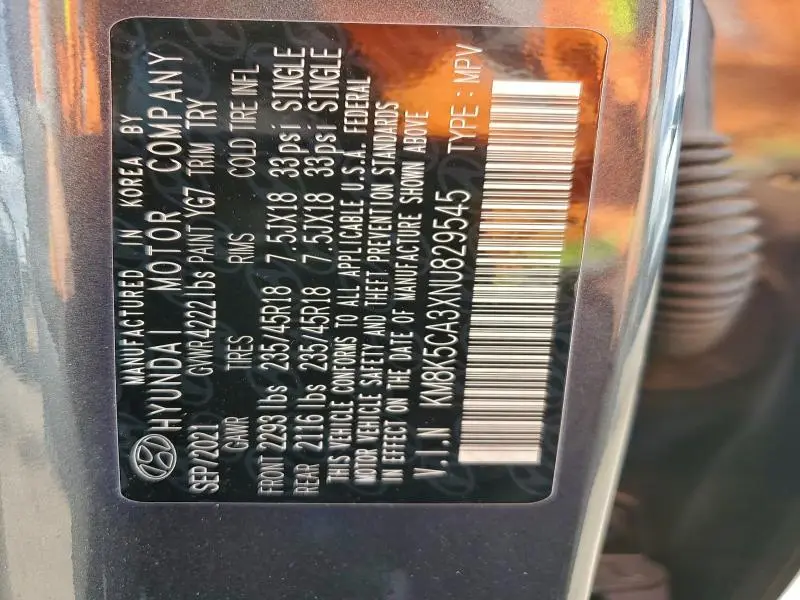 MANUFACTURED IN KOREA BY
HYUNDAI MOTOR COMPANY
SEP/2021 GVWR 4222 lbs PAINT YG7 TRIM TRY
GAWR TIRES RIMS COLD TIRE INFL
FRONT 2293 lbs 235/45R18 7.5JX18 33psi SINGLE
REAR 2116 lbs 235/45R18 7.5JX18 33psi SINGLE
THIS VEHICLE CONFORMS TO ALL APPLICABLE U.S.A. FEDERAL
MOTOR VEHICLE SAFETY AND THEFT PREVENTION STANDARDS
IN EFFECT ON THE DATE OF MANUFACTURE SHOWN ABOVE
V.I.N KM8K5CA3XNU829545 TYPE : MPV